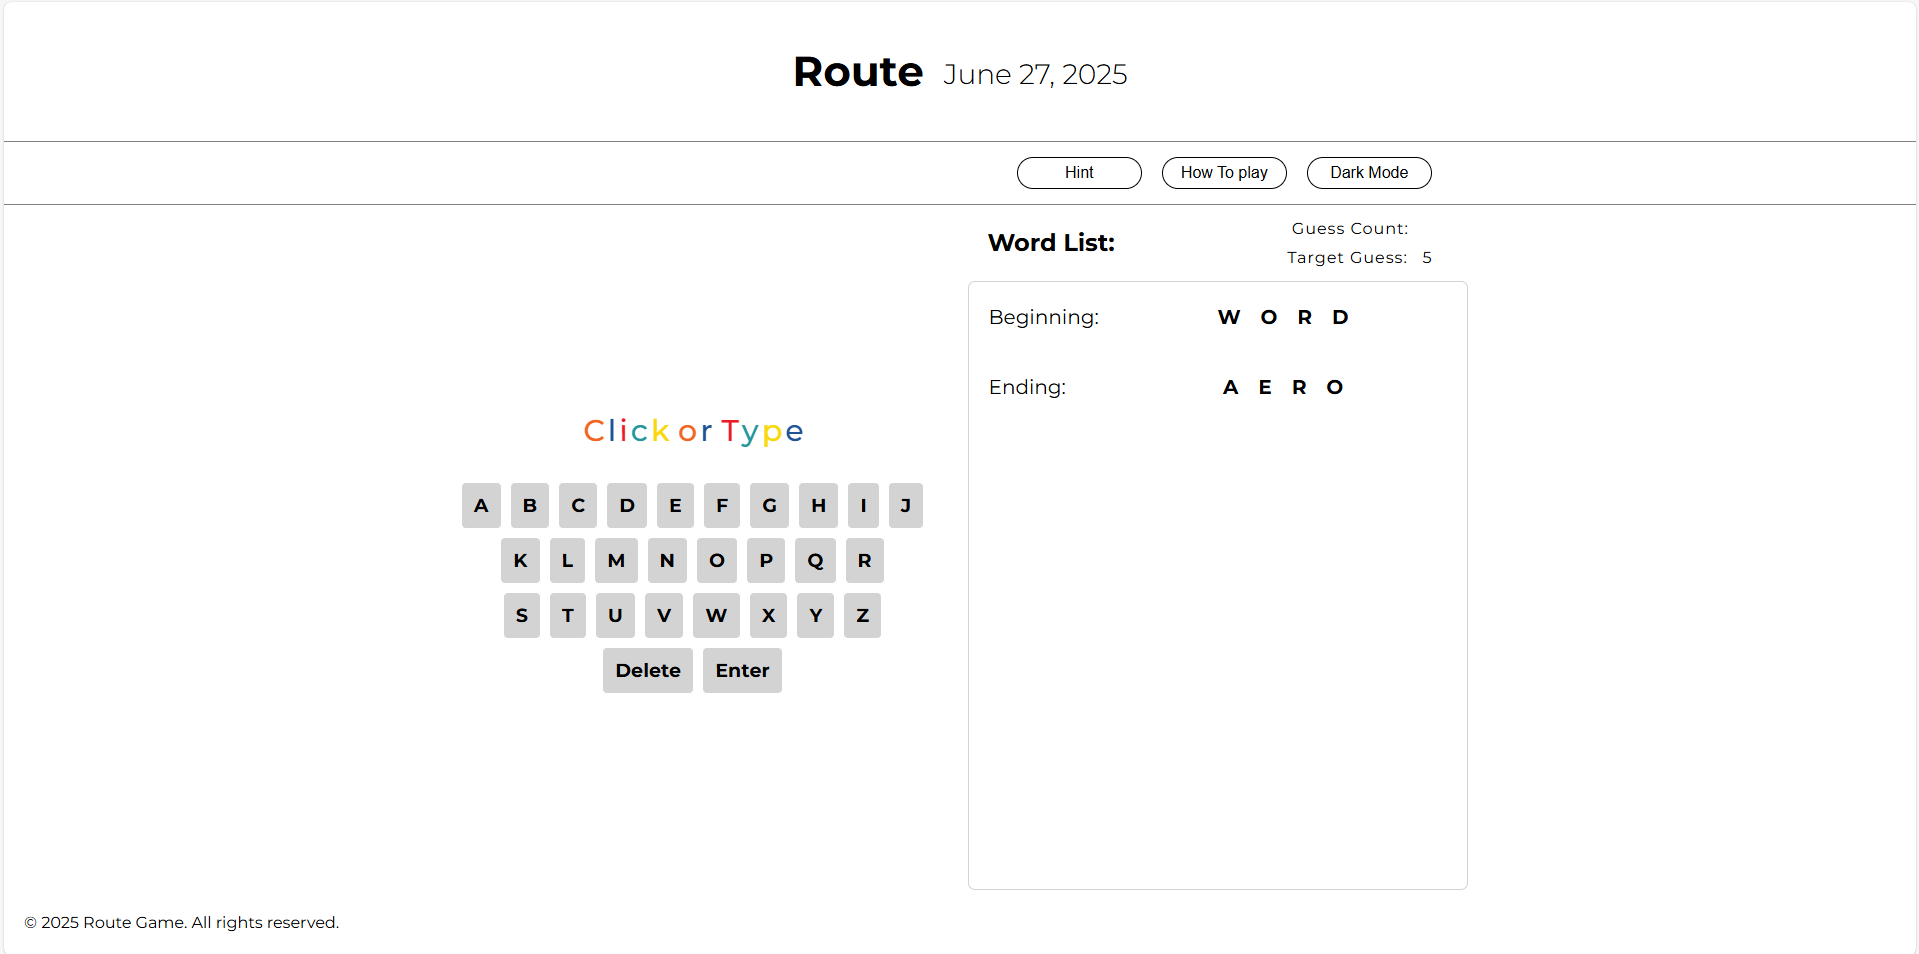 Route June 27, 2025
Hint How To play Dark Mode
Word List:
Guess Count:
Target Guess: 5
Beginning: W O R D
Ending: A E R O
Click or Type
A B C D E F G H I J
K L M N O P Q R
S T U V W X Y Z
Delete Enter
© 2025 Route Game. All rights reserved.